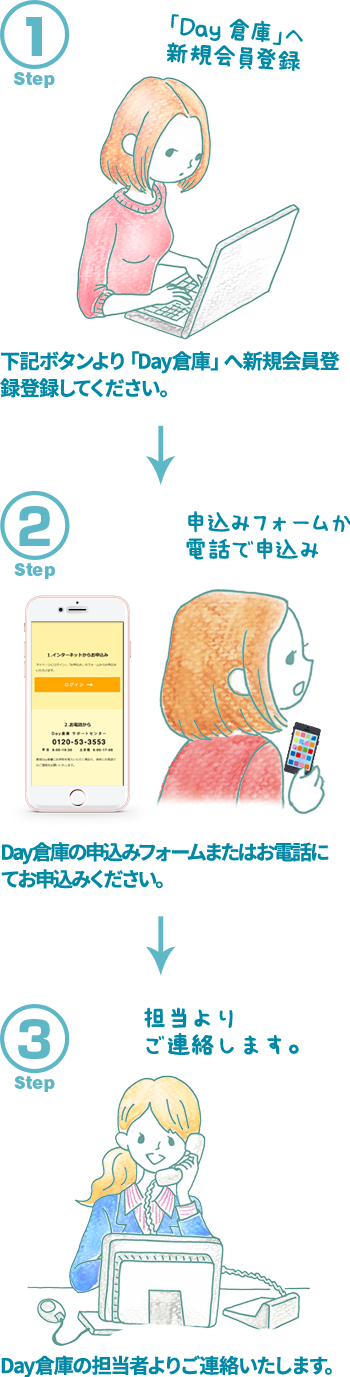 1
Step
「Day倉庫」へ
新規会員登録
下記ボタンより「Day倉庫」へ新規会員登
録登録してください。
2
Step
申込みフォームか
電話で申込み
1.インターネットからお申込み
ログイン →
2.お電話から
Day倉庫 サポートセンター
0120-53-3553
Day倉庫の申込みフォームまたはお電話に
てお申込みください。
3
Step
担当より
ご連絡します。
Day倉庫の担当者よりご連絡いたします。